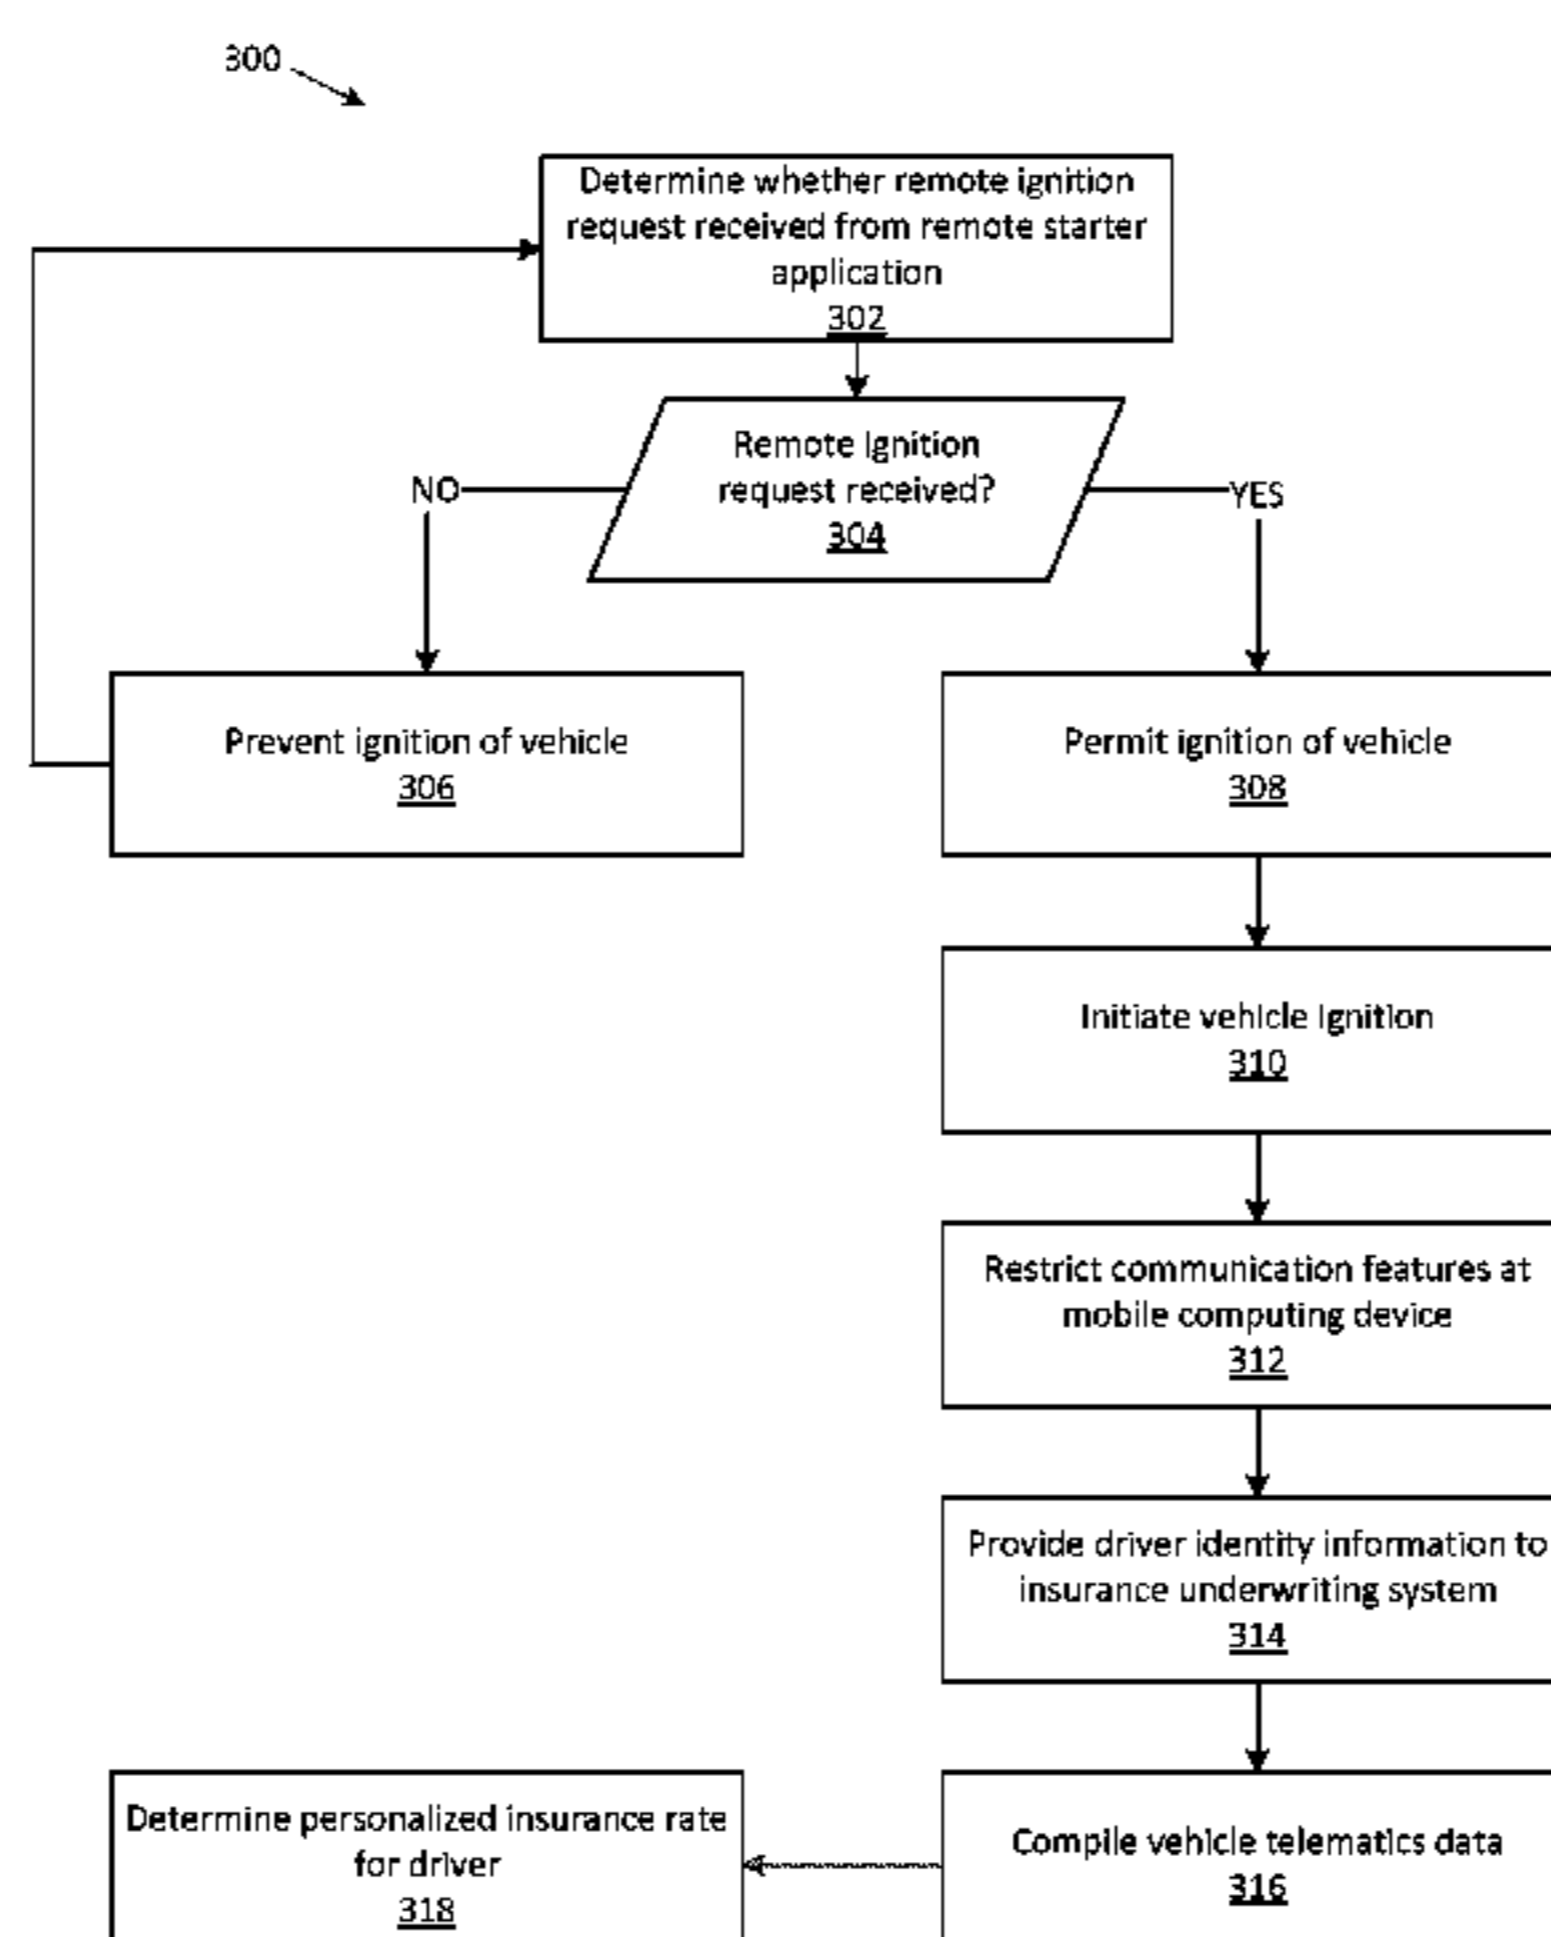 300
Determine whether remote ignition
request received from remote starter
application
302
Remote Ignition
request received?
304
NO
YES
Prevent ignition of vehicle
306
Permit ignition of vehicle
308
Initiate vehicle ignition
310
Restrict communication features at
mobile computing device
312
Provide driver identity information to
insurance underwriting system
314
Determine personalized insurance rate
for driver
318
Compile vehicle telematics data
316